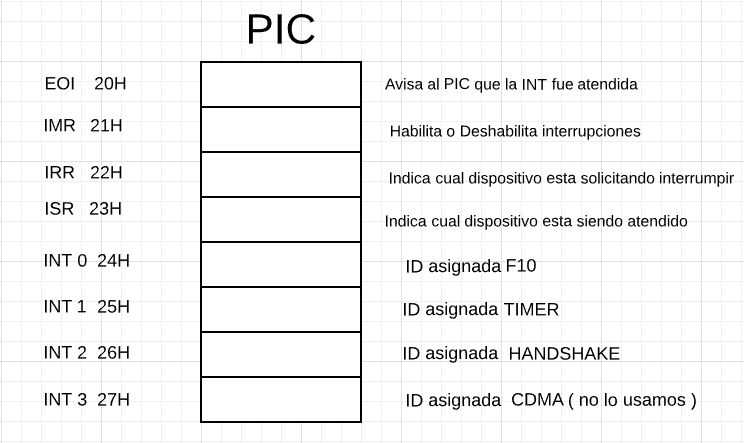 PIC
EOI 20H Avisa al PIC que la INT fue atendida
IMR 21H Habilita o Deshabilita interrupciones
IRR 22H Indica cual dispositivo esta solicitando interrumpir
ISR 23H Indica cual dispositivo esta siendo atendido
INT 0 24H ID asignada F10
INT 1 25H ID asignada TIMER
INT 2 26H ID asignada HANDSHAKE
INT 3 27H ID asignada CDMA ( no lo usamos )